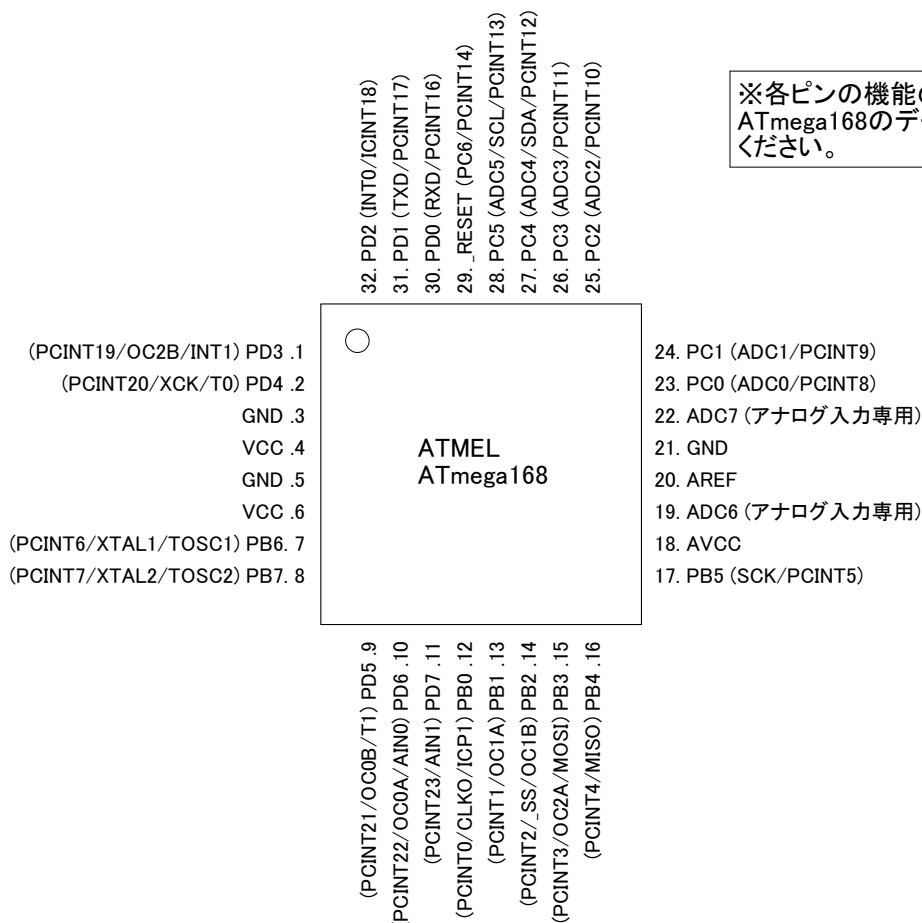 32. PD2 (INT0/ICINT18)
31. PD1 (TXD/PCINT17)
30. PD0 (RXD/PCINT16)
29. _RESET (PC6/PCINT14)
28. PC5 (ADC5/SCL/PCINT13)
27. PC4 (ADC4/SDA/PCINT12)
26. PC3 (ADC3/PCINT11)
25. PC2 (ADC2/PCINT10)
※各ピンの機能の
ATmega168のデ
ください。
(PCINT19/OC2B/INT1) PD3 .1
(PCINT20/XCK/T0) PD4 .2
GND .3
VCC .4
GND .5
VCC .6
(PCINT6/XTAL1/TOSC1) PB6. 7
(PCINT7/XTAL2/TOSC2) PB7. 8
ATMEL
ATmega168
24. PC1 (ADC1/PCINT9)
23. PC0 (ADC0/PCINT8)
22. ADC7 (アナログ入力専用)
21. GND
20. AREF
19. ADC6 (アナログ入力専用)
18. AVCC
17. PB5 (SCK/PCINT5)
(PCINT21/OC0B/T1) PD5 .9
(PCINT22/OC0A/AIN0) PD6 .10
(PCINT23/AIN1) PD7 .11
(PCINT0/CLKO/ICP1) PB0 .12
(PCINT1/OC1A) PB1 .13
(PCINT2/_SS/OC1B) PB2 .14
(PCINT3/OC2A/MOSI) PB3 .15
(PCINT4/MISO) PB4 .16